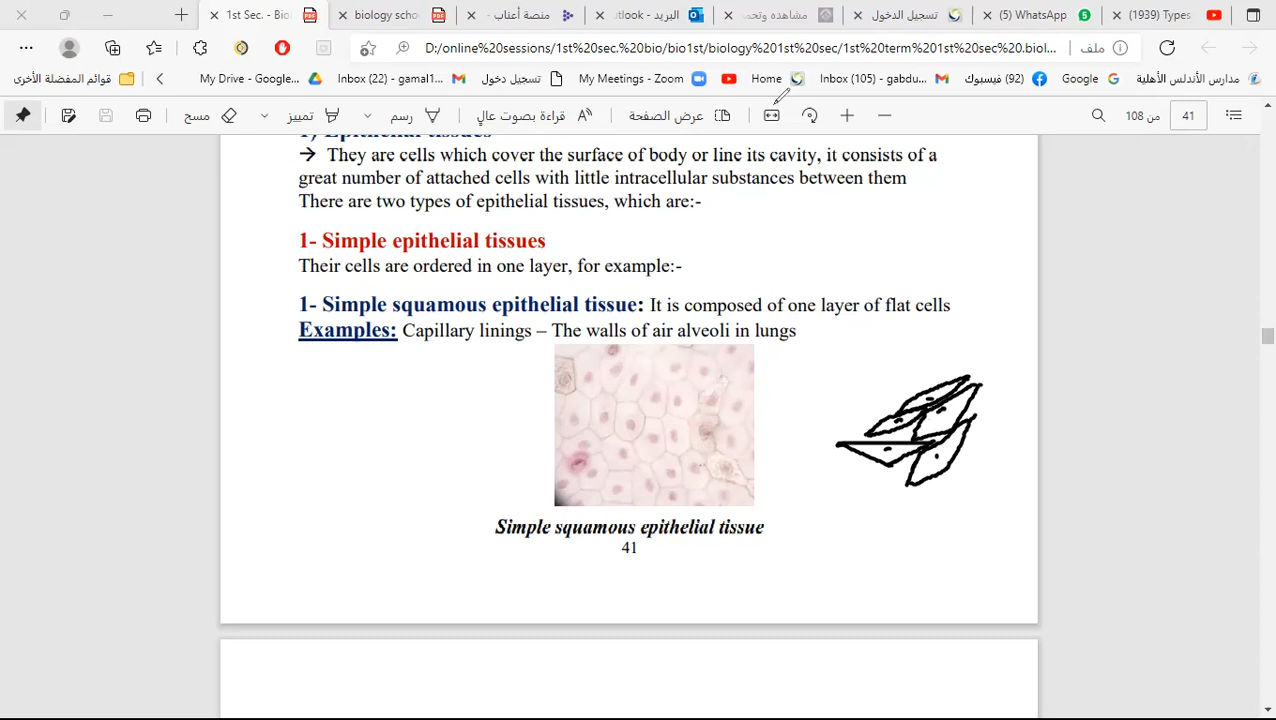 1st Sec. - Bio
biology scho
منصة أعناب -
البريد - utlook
مشاهده وتحمـ
تسجيل الدخول
(5) WhatsApp
(1939) Types
D:/online%20sessions/1st%20sec.%20bio/bio1st/biology%201st%20sec/1st%20term%201st%20sec%20.biol...
ملف
قوائم المفضلة الأخرى
My Drive - Google...
Inbox (22) - gamal1...
تسجيل دخول
My Meetings - Zoom
Home
Inbox (105) - gabdu...
(92) فيسبوك
Google
مدارس الأندلس الأهلية
مسح
تمييز
رسم
قراءة بصوت عالٍ
عرض الصفحة
من 108
41
1) Epithelial tissues
→ They are cells which cover the surface of body or line its cavity, it consists of a
great number of attached cells with little intracellular substances between them
There are two types of epithelial tissues, which are:-
1- Simple epithelial tissues
Their cells are ordered in one layer, for example:-
1- Simple squamous epithelial tissue: It is composed of one layer of flat cells
Examples: Capillary linings – The walls of air alveoli in lungs
Simple squamous epithelial tissue
41